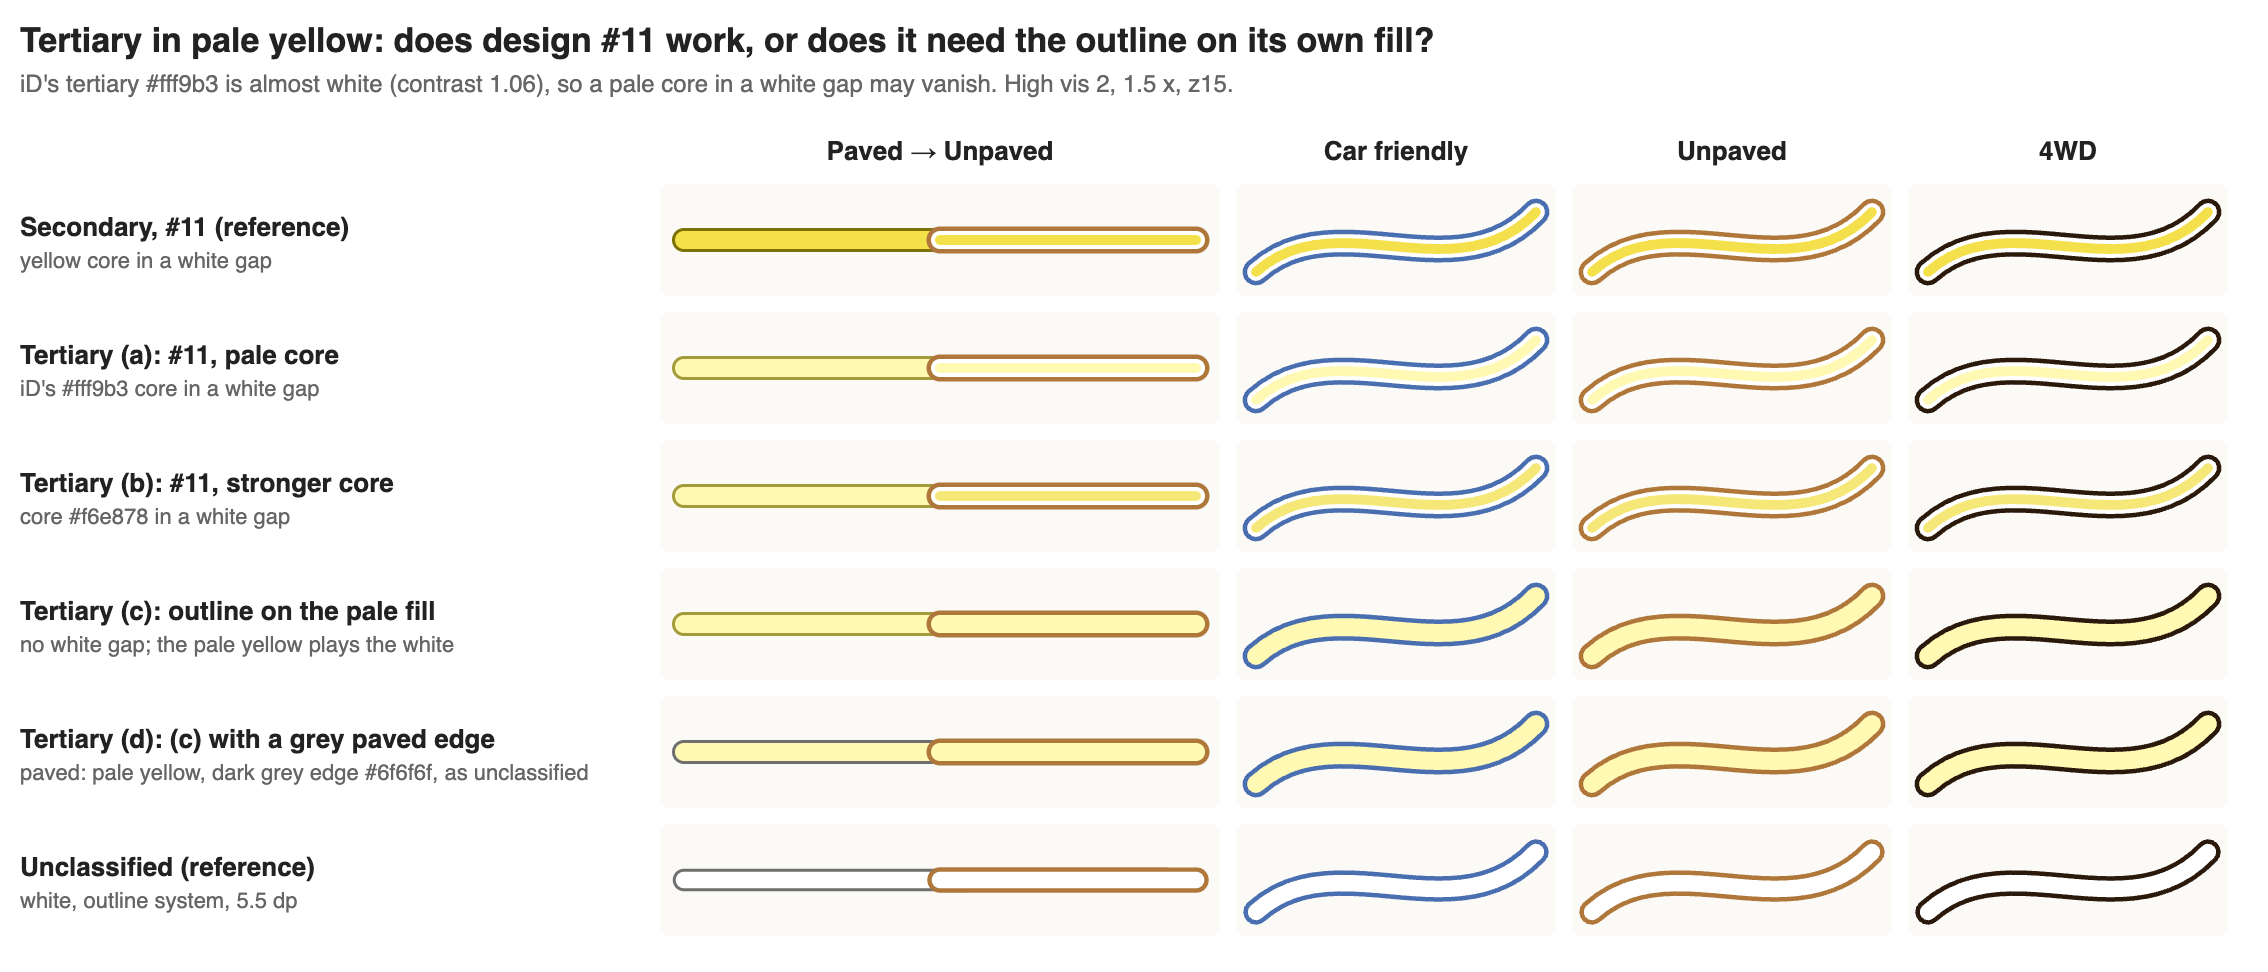 Tertiary in pale yellow: does design #11 work, or does it need the outline on its own fill?
iD's tertiary #fff9b3 is almost white (contrast 1.06), so a pale core in a white gap may vanish. High vis 2, 1.5 x, z15.
Paved → Unpaved Car friendly Unpaved 4WD
Secondary, #11 (reference)
yellow core in a white gap
Tertiary (a): #11, pale core
iD's #fff9b3 core in a white gap
Tertiary (b): #11, stronger core
core #f6e878 in a white gap
Tertiary (c): outline on the pale fill
no white gap; the pale yellow plays the white
Tertiary (d): (c) with a grey paved edge
paved: pale yellow, dark grey edge #6f6f6f, as unclassified
Unclassified (reference)
white, outline system, 5.5 dp